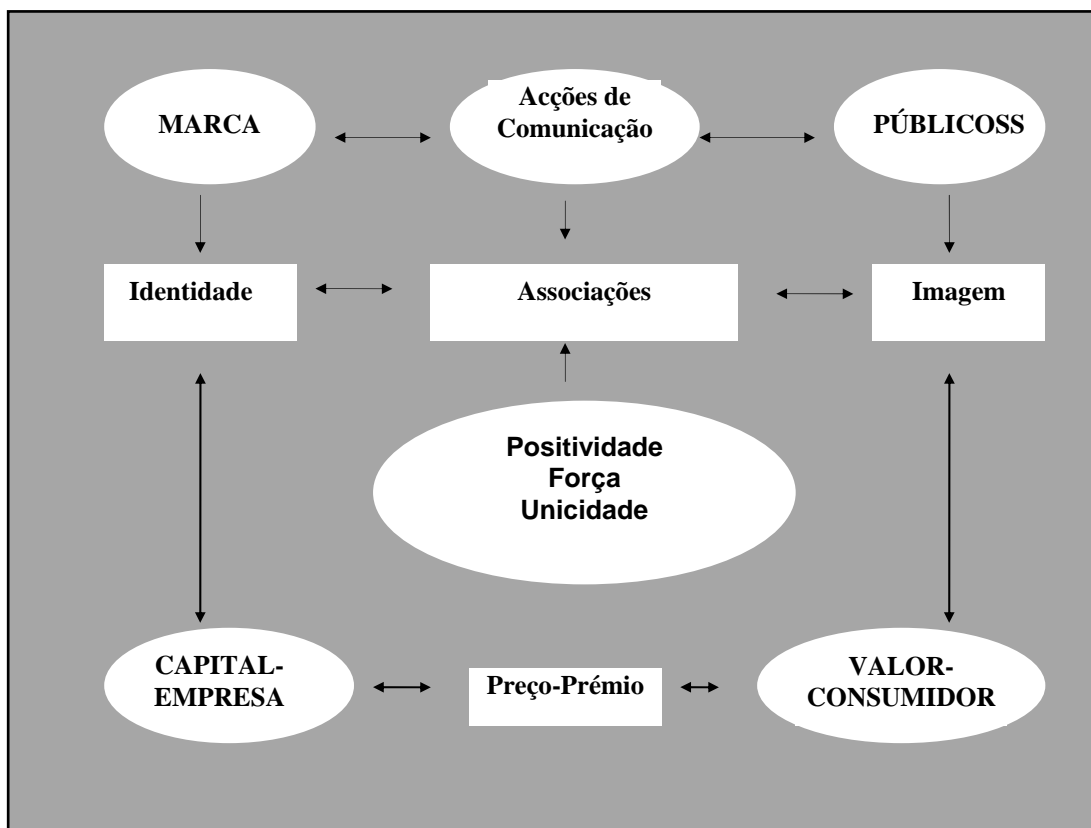 MARCA
Acções de
Comunicação
PÚBLICOSS
Identidade
Associações
Imagem
Positividade
Força
Unicidade
CAPITAL-
EMPRESA
Preço-Prémio
VALOR-
CONSUMIDOR